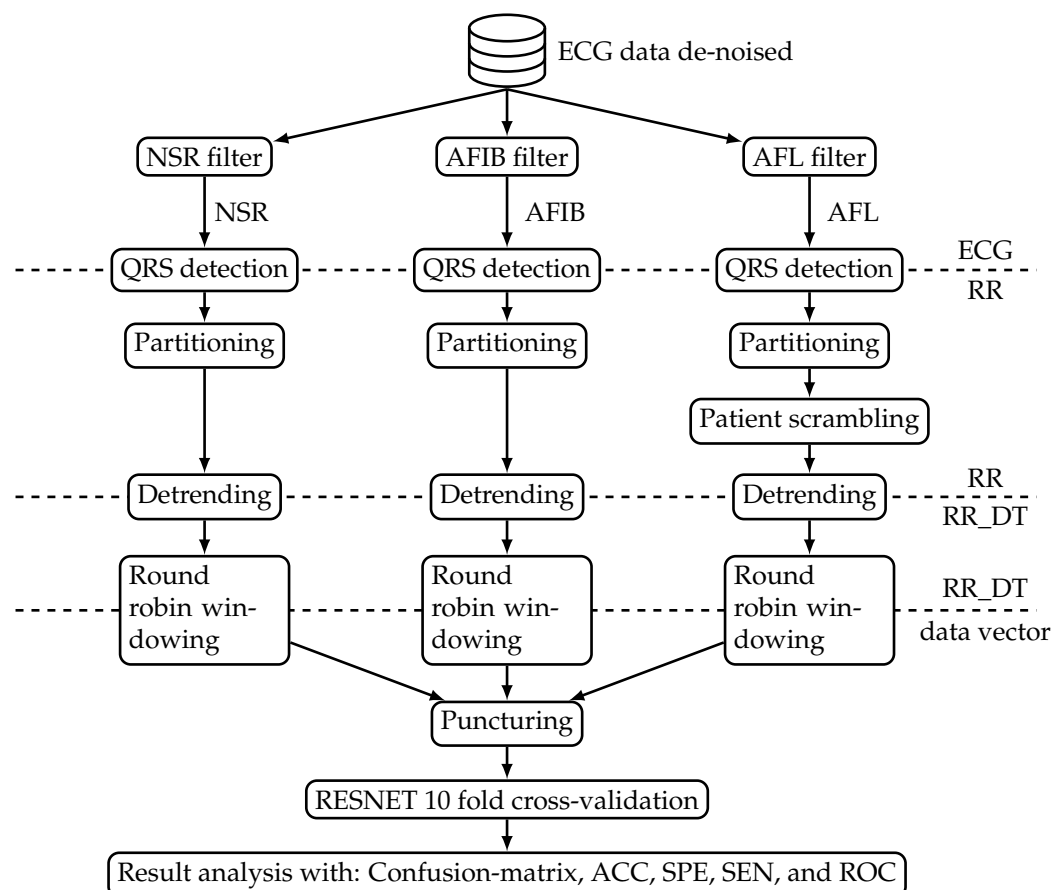 ECG data de-noised
NSR filter
AFIB filter
AFL filter
NSR
AFIB
AFL
QRS detection
QRS detection
QRS detection
ECG
RR
Partitioning
Partitioning
Partitioning
Patient scrambling
Detrending
Detrending
Detrending
RR
RR_DT
Round
robin win-
dowing
Round
robin win-
dowing
Round
robin win-
dowing
RR_DT
data vector
Puncturing
RESNET 10 fold cross-validation
Result analysis with: Confusion-matrix, ACC, SPE, SEN, and ROC